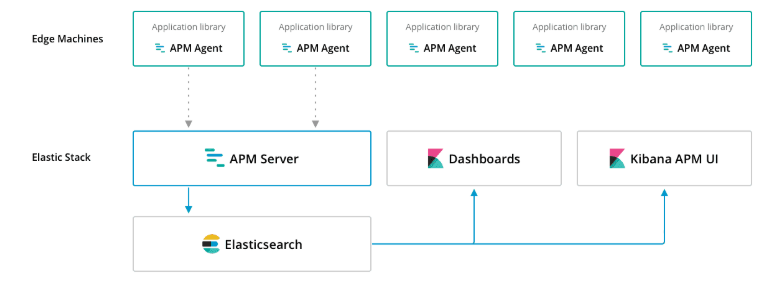 Edge Machines
Application library
APM Agent
Application library
APM Agent
Application library
APM Agent
Application library
APM Agent
Application library
APM Agent
Elastic Stack
APM Server
Dashboards
Kibana APM UI
Elasticsearch